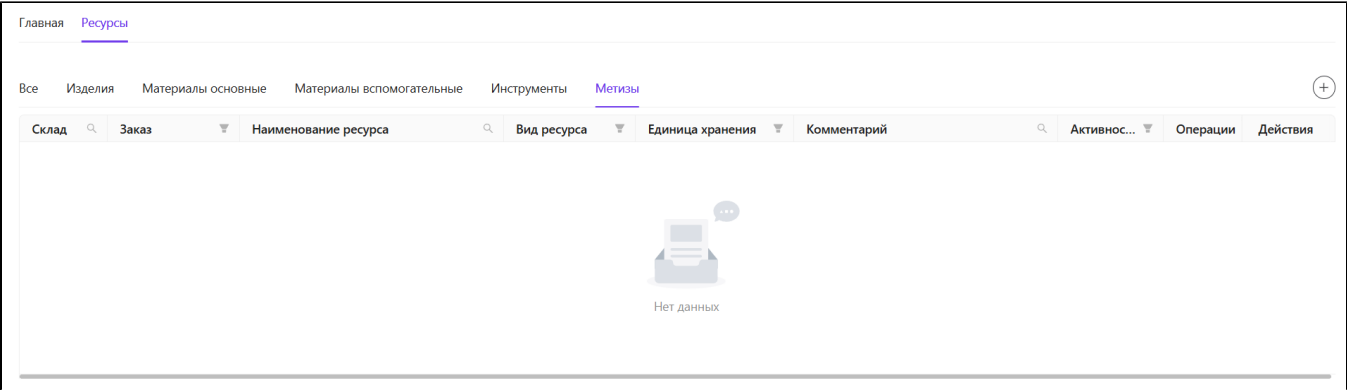 Главная Ресурсы
Все Изделия Материалы основные Материалы вспомогательные Инструменты Метизы
Склад Заказ Наименование ресурса Вид ресурса Единица хранения Комментарий Активнос... Операции Действия
Нет данных